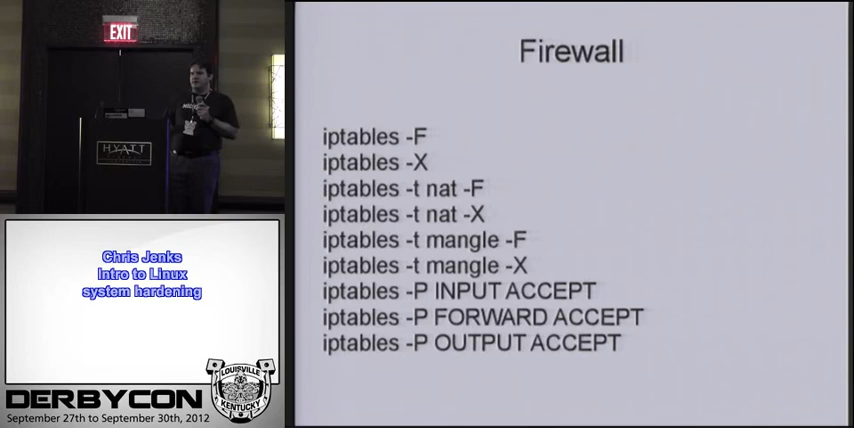 EXIT
HYATT
Chris Jenks
Intro to Linux
system hardening
DERBYCON
September 27th to September 30th, 2012
LOUISVILLE
KENTUCKY
Firewall
iptables -F
iptables -X
iptables -t nat -F
iptables -t nat -X
iptables -t mangle -F
iptables -t mangle -X
iptables -P INPUT ACCEPT
iptables -P FORWARD ACCEPT
iptables -P OUTPUT ACCEPT